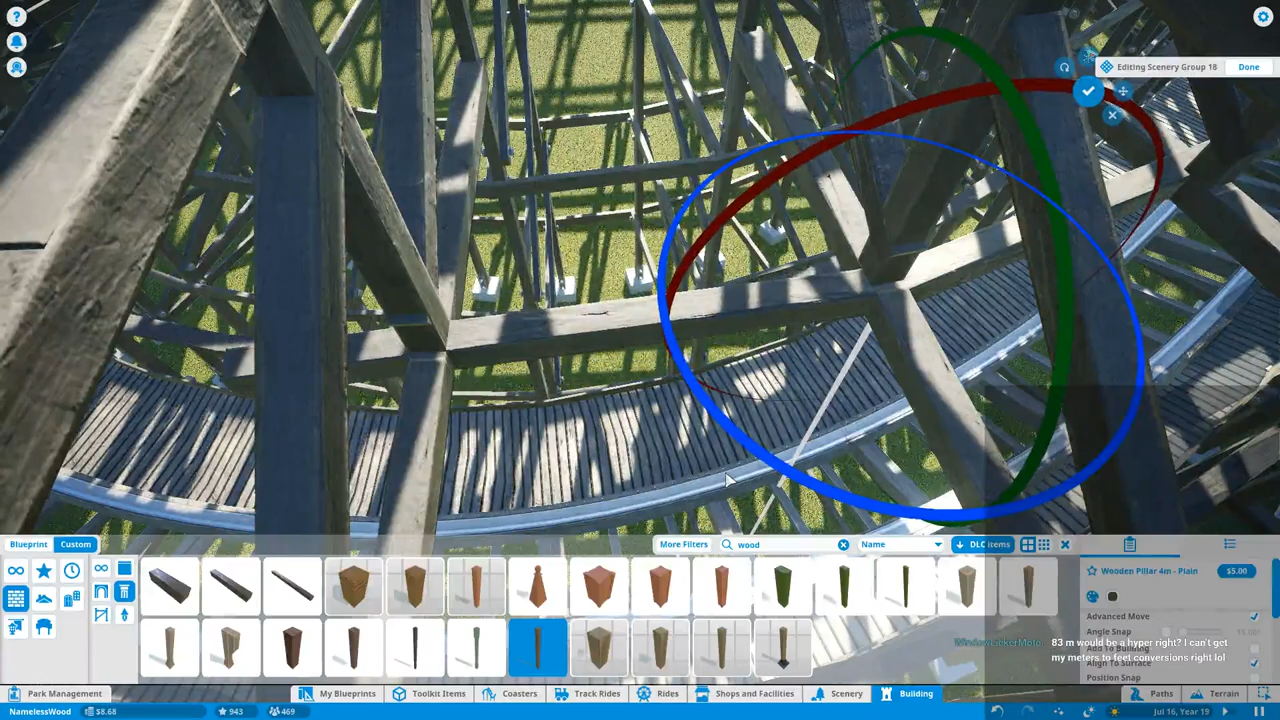 ?
Editing Scenery Group 18
Done
Blueprint
Custom
More Filters
wood
Name
DLC items
Wooden Pillar 4m - Plain
$5.00
Advanced Move
Angle Snap
15.00°
Add To Building
Align To Surface
Position Snap
WindowLickerMoto 83 m would be a hyper right? I can't get
my meters to feet conversions right lol
Park Management
My Blueprints
Toolkit Items
Coasters
Track Rides
Rides
Shops and Facilities
Scenery
Building
Paths
Terrain
NamelessWood
$8.68
943
469
Jul 16, Year 19